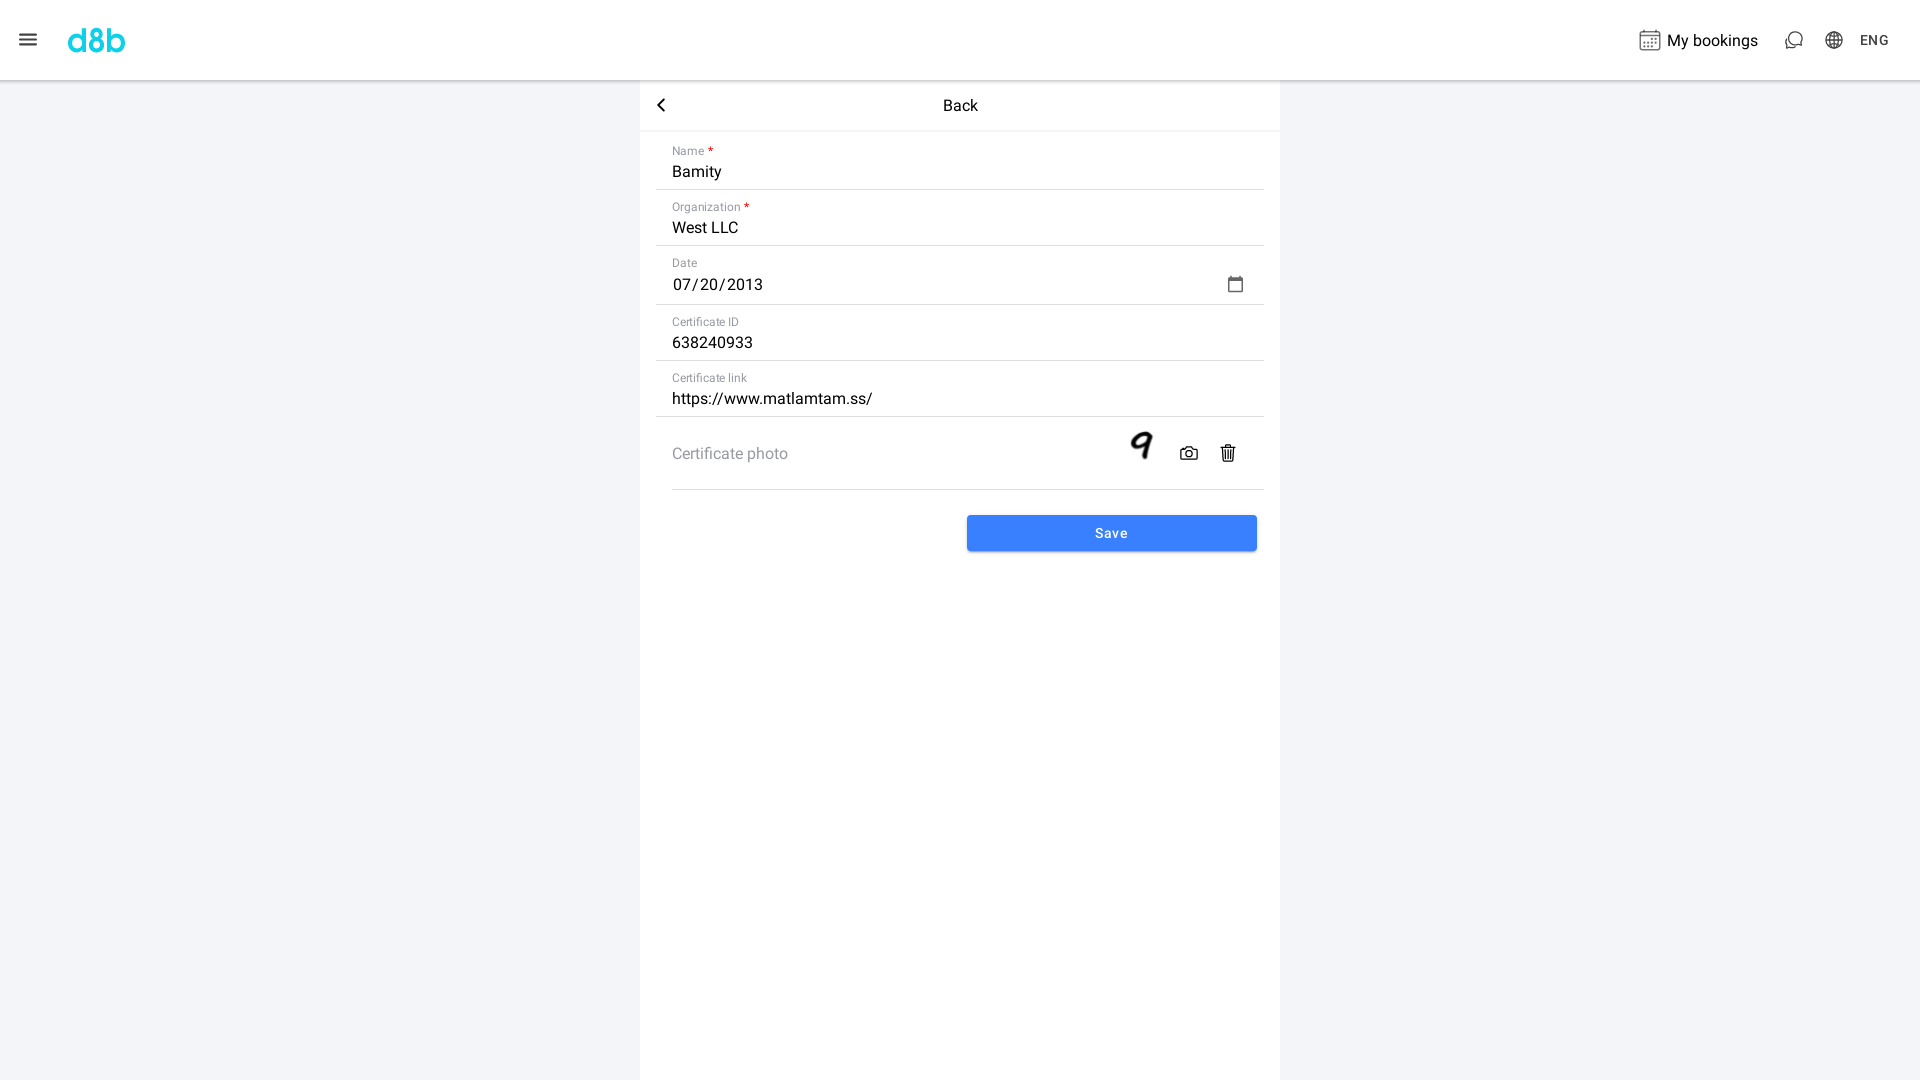 d8b
My bookings
ENG
Back
Name *
Bamity
Organization *
West LLC
Date
07/20/2013
Certificate ID
638240933
Certificate link
https://www.matlamtam.ss/
Certificate photo
9
Save